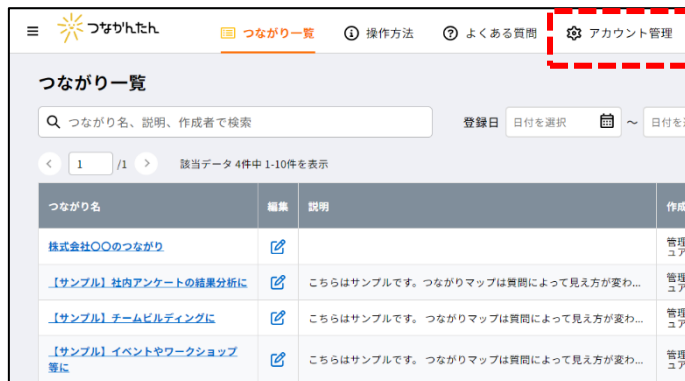 つながんたん
つながり一覧 操作方法 よくある質問 アカウント管理
つながり一覧
つながり名、説明、作成者で検索 登録日 日付を選択 ～ 日付を
1 /1 該当データ 4件中 1-10件を表示
つながり名 編集 説明 作成
株式会社〇〇のつながり 管理
ュア
【サンプル】社内アンケートの結果分析に こちらはサンプルです。つながりマップは質問によって見え方が変わ... 管理
ュア
【サンプル】チームビルディングに こちらはサンプルです。 つながりマップは質問によって見え方が変わ... 管理
ュア
【サンプル】イベントやワークショップ
等に こちらはサンプルです。 つながりマップは質問によって見え方が変わ... 管理
ュア